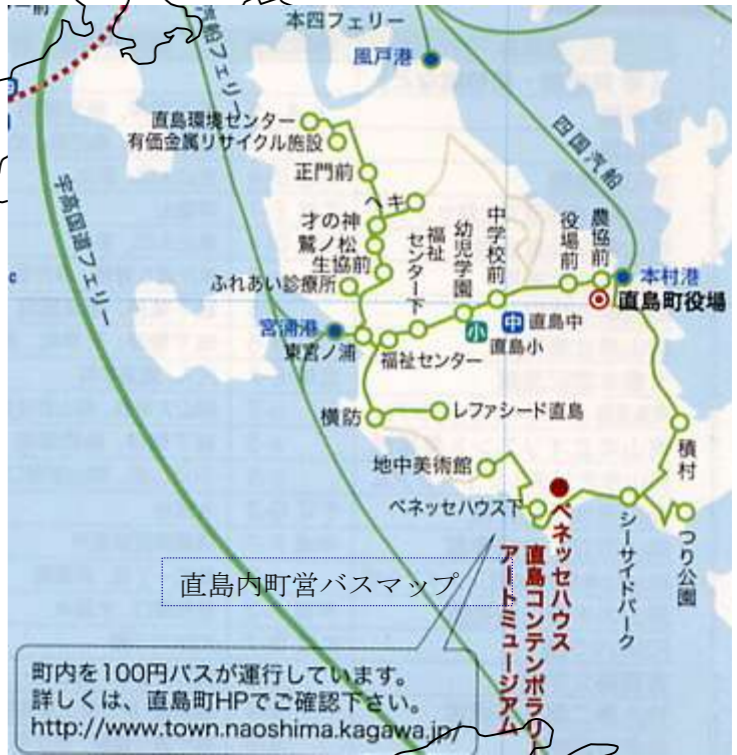 本四フェリー
風戸港
汽船フェリー
四国汽船
宇高国道フェリー
直島環境センター
有価金属リサイクル施設
正門前
ヘキ
才の神
鷲ノ松
生協前
ふれあい診療所
福祉センター下
幼児学園
中学校前
役場前
農協前
本村港
直島町役場
宮浦港
東宮ノ浦
福祉センター
小
直島小
中
直島中
横防
レファシード直島
積村
地中美術館
ベネッセハウス下
つり公園
シーサイドパーク
ベネッセハウス
直島コンテンポラリー
アートミュージアム
直島内町営バスマップ
町内を100円バスが運行しています。
詳しくは、直島町HPでご確認下さい。
http://www.town.naoshima.kagawa.jp/